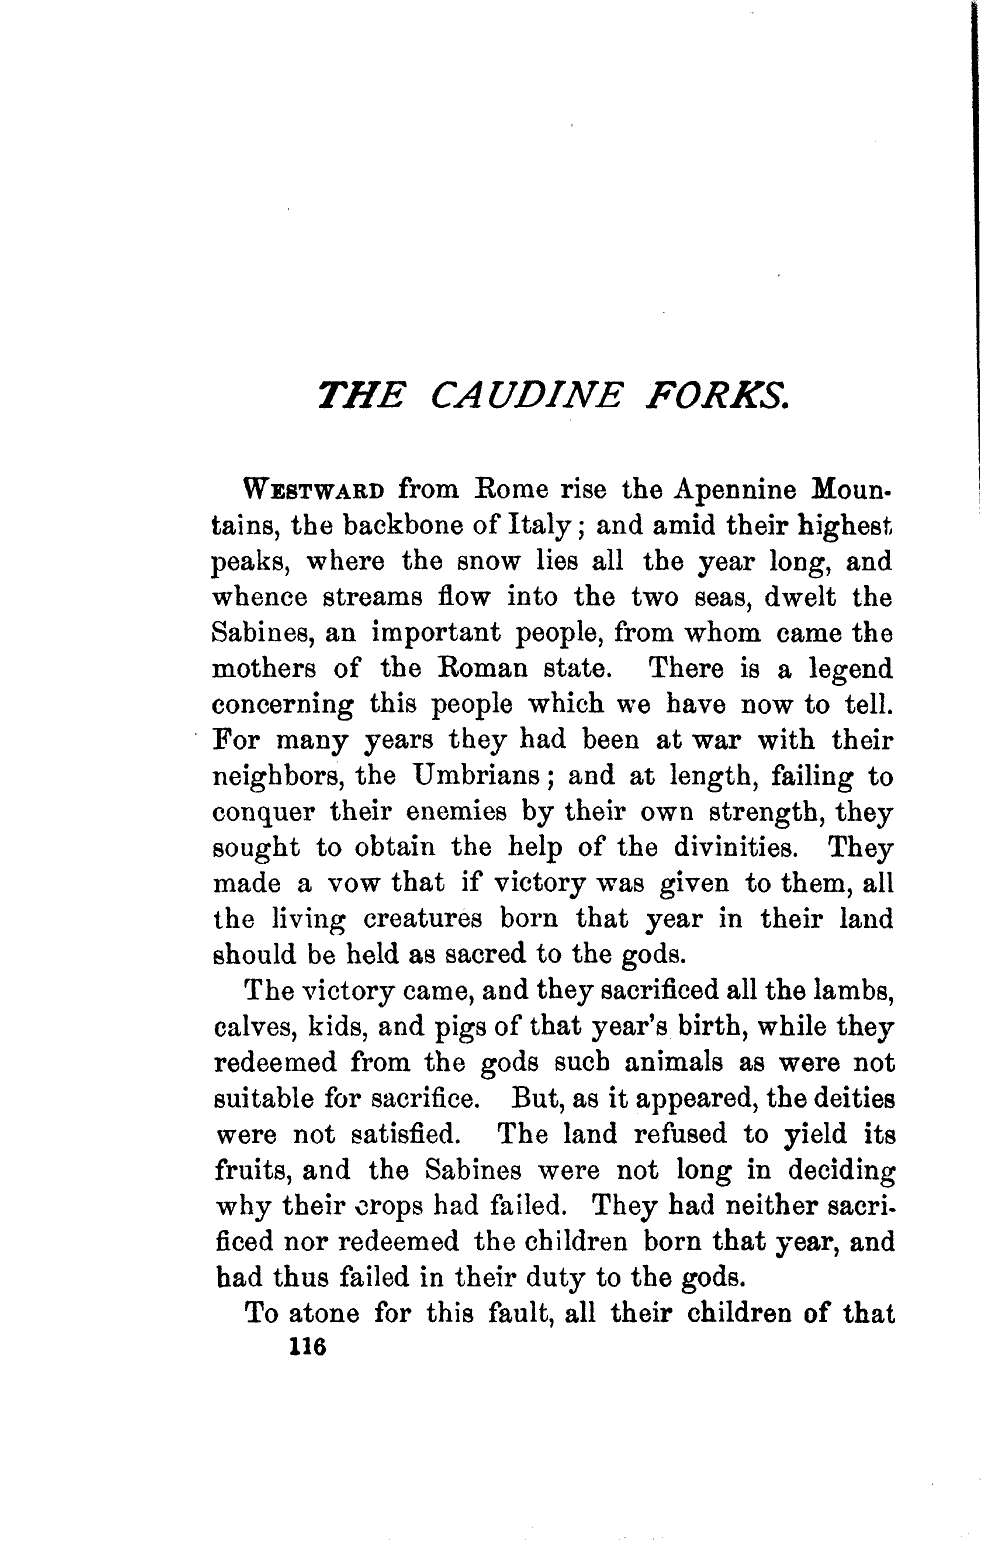 THE CAUDINE FORKS.
WESTWARD from Rome rise the Apennine Moun-
tains, the backbone of Italy; and amid their highest
peaks, where the snow lies all the year long, and
whence streams flow into the two seas, dwelt the
Sabines, an important people, from whom came the
mothers of the Roman state. There is a legend
concerning this people which we have now to tell.
For many years they had been at war with their
neighbors, the Umbrians; and at length, failing to
conquer their enemies by their own strength, they
sought to obtain the help of the divinities. They
made a vow that if victory was given to them, all
the living creatures born that year in their land
should be held as sacred to the gods.
The victory came, and they sacrificed all the lambs,
calves, kids, and pigs of that year's birth, while they
redeemed from the gods such animals as were not
suitable for sacrifice. But, as it appeared, the deities
were not satisfied. The land refused to yield its
fruits, and the Sabines were not long in deciding
why their crops had failed. They had neither sacri-
ficed nor redeemed the children born that year, and
had thus failed in their duty to the gods.
To atone for this fault, all their children of that
116